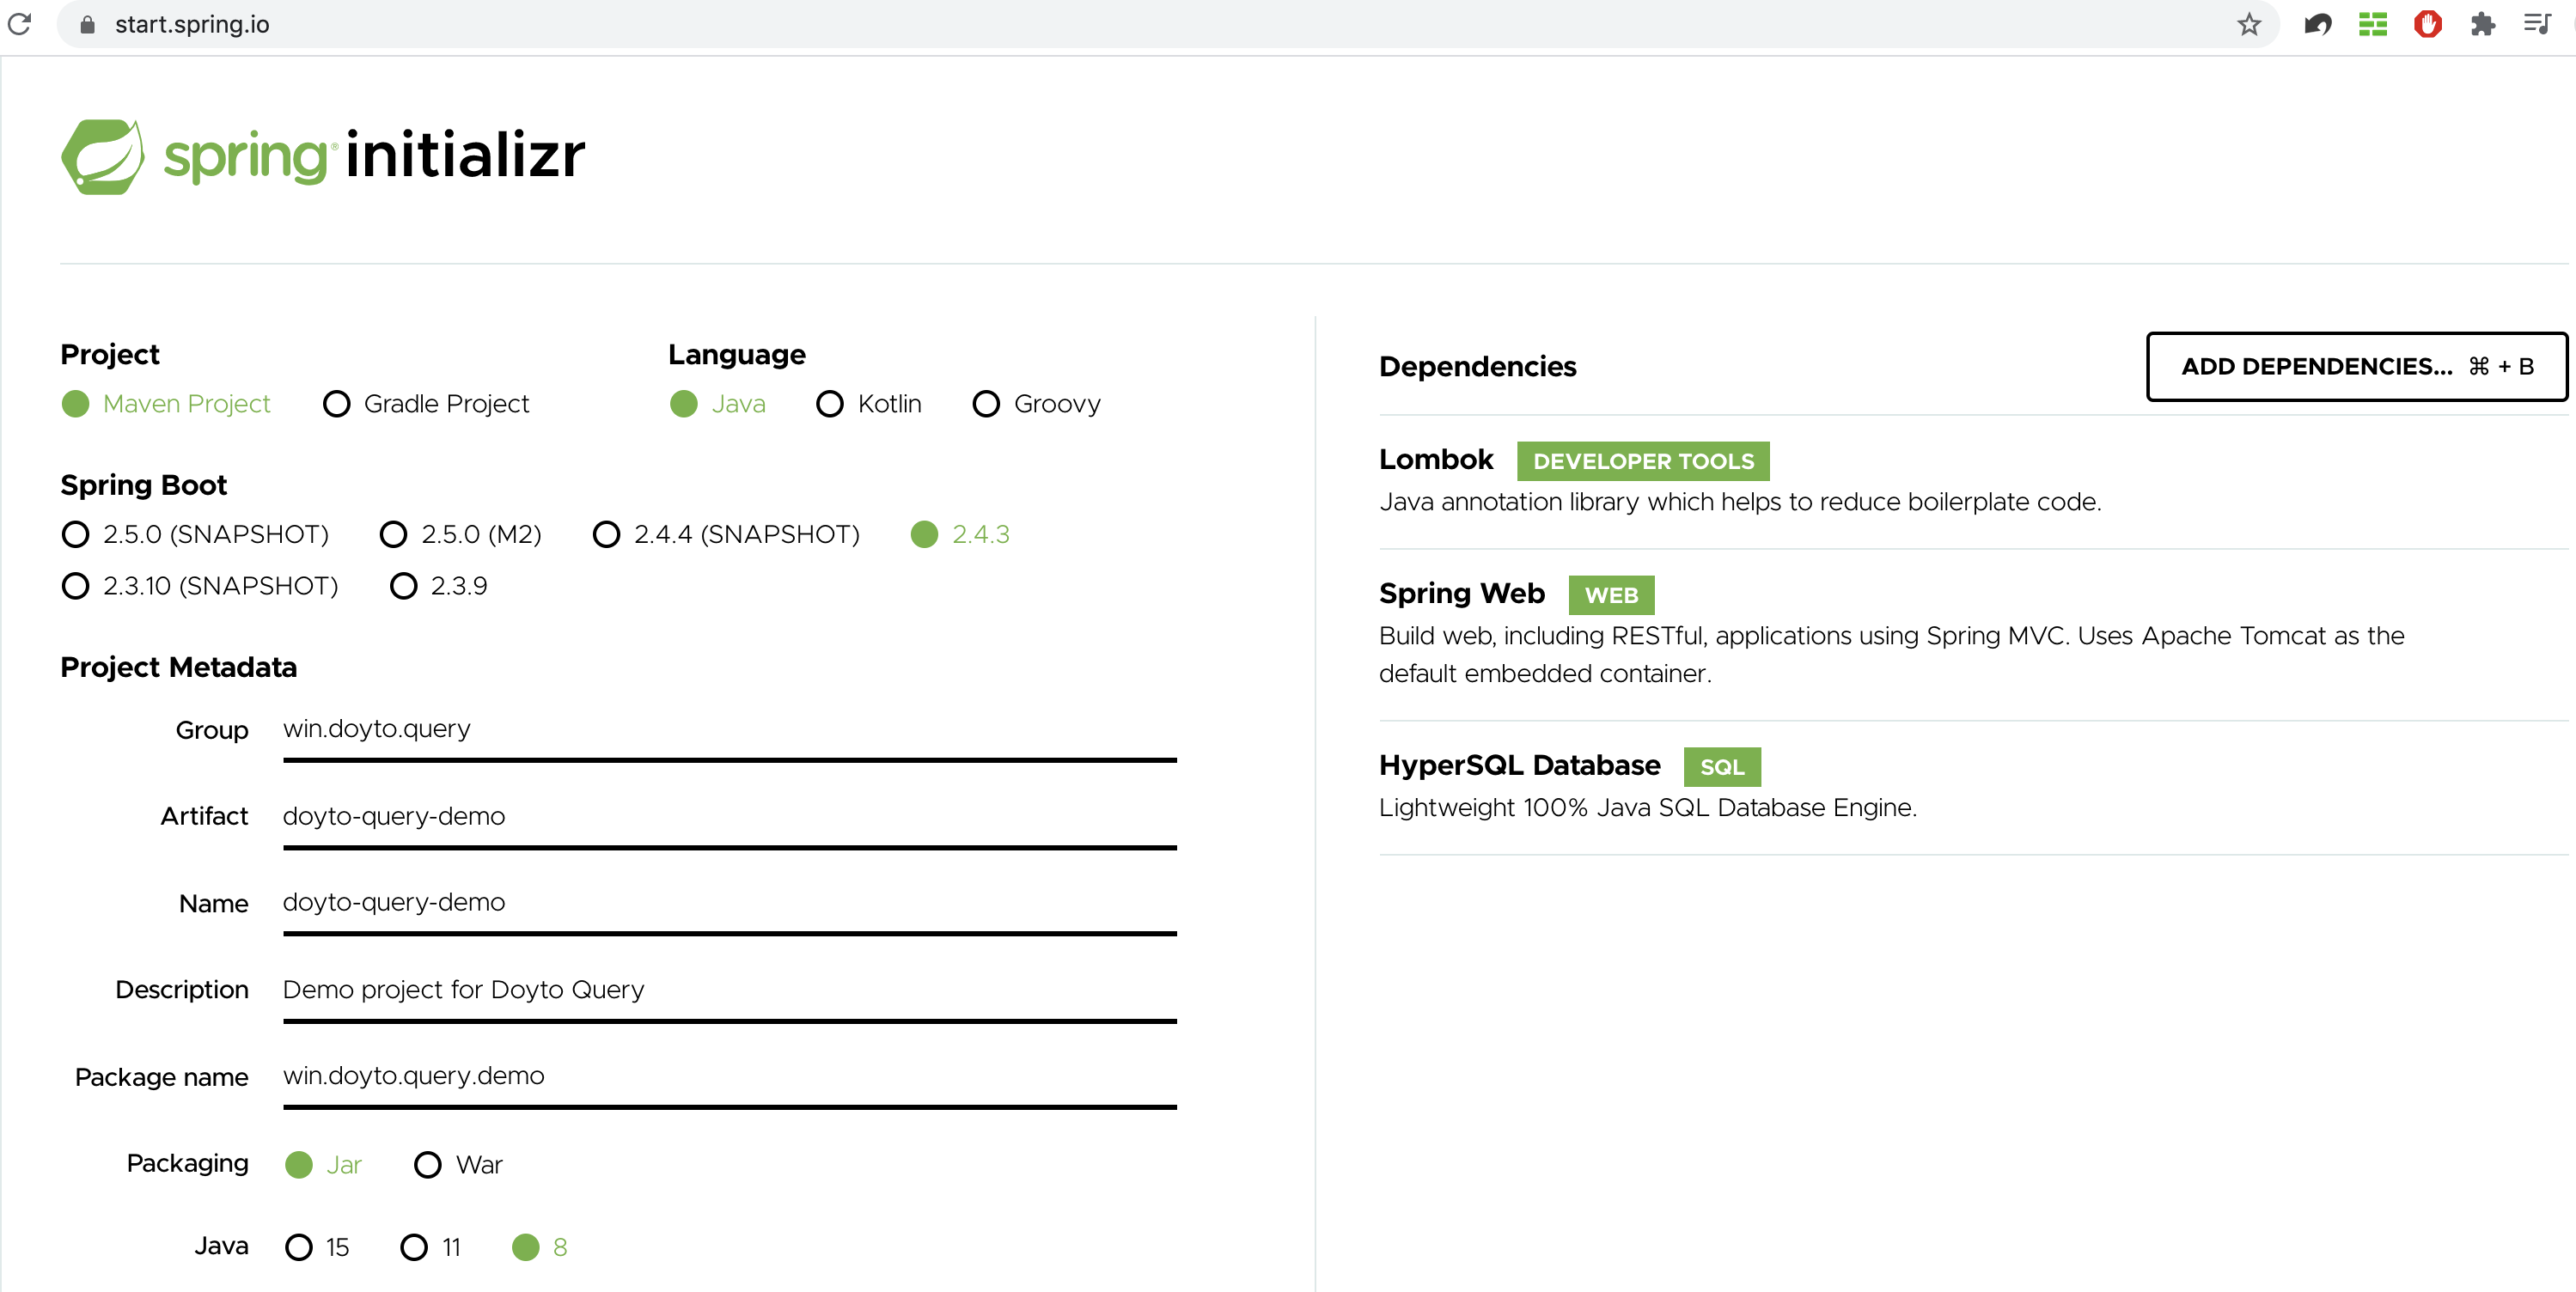 start.spring.io
spring® initializr
Project
Maven Project Gradle Project
Language
Java Kotlin Groovy
Spring Boot
2.5.0 (SNAPSHOT) 2.5.0 (M2) 2.4.4 (SNAPSHOT) 2.4.3
2.3.10 (SNAPSHOT) 2.3.9
Project Metadata
Group win.doyto.query
Artifact doyto-query-demo
Name doyto-query-demo
Description Demo project for Doyto Query
Package name win.doyto.query.demo
Packaging Jar War
Java 15 11 8
Dependencies
ADD DEPENDENCIES... ⌘ + B
Lombok DEVELOPER TOOLS
Java annotation library which helps to reduce boilerplate code.
Spring Web WEB
Build web, including RESTful, applications using Spring MVC. Uses Apache Tomcat as the
default embedded container.
HyperSQL Database SQL
Lightweight 100% Java SQL Database Engine.